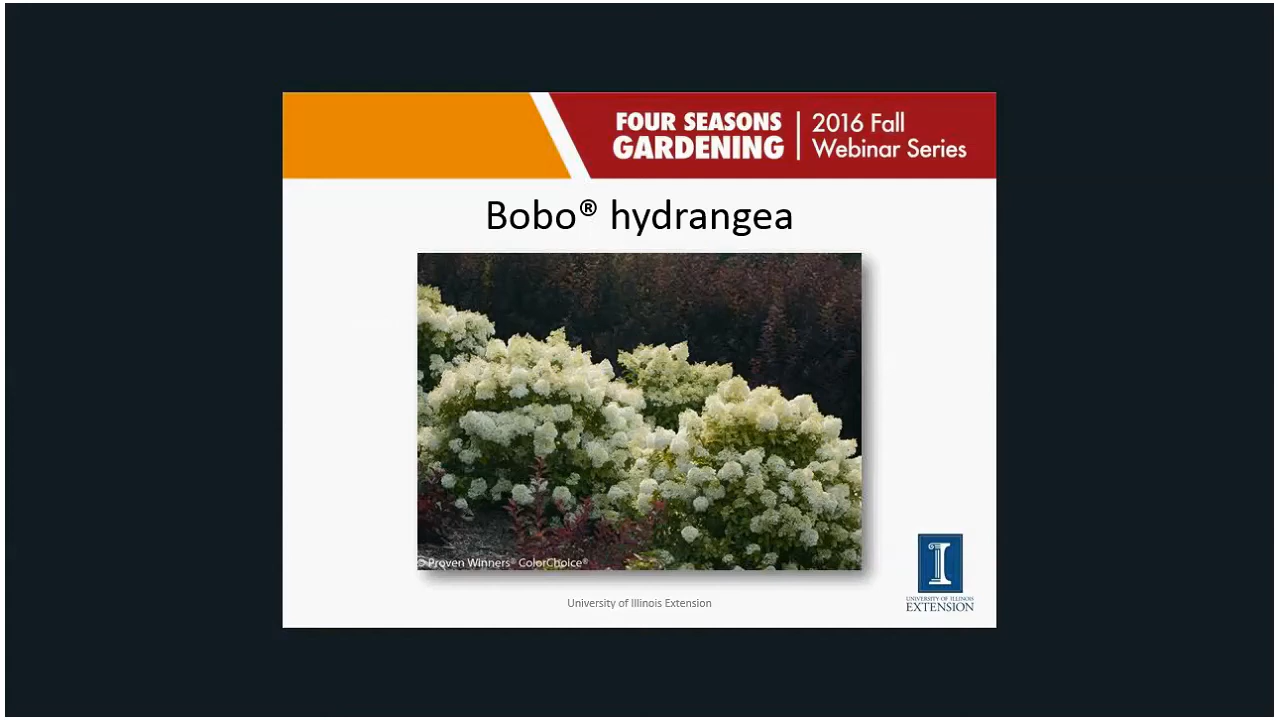 FOUR SEASONS
GARDENING
2016 Fall
Webinar Series
Bobo® hydrangea
© Proven Winners® ColorChoice®
University of Illinois Extension
I
UNIVERSITY OF ILLINOIS
EXTENSION